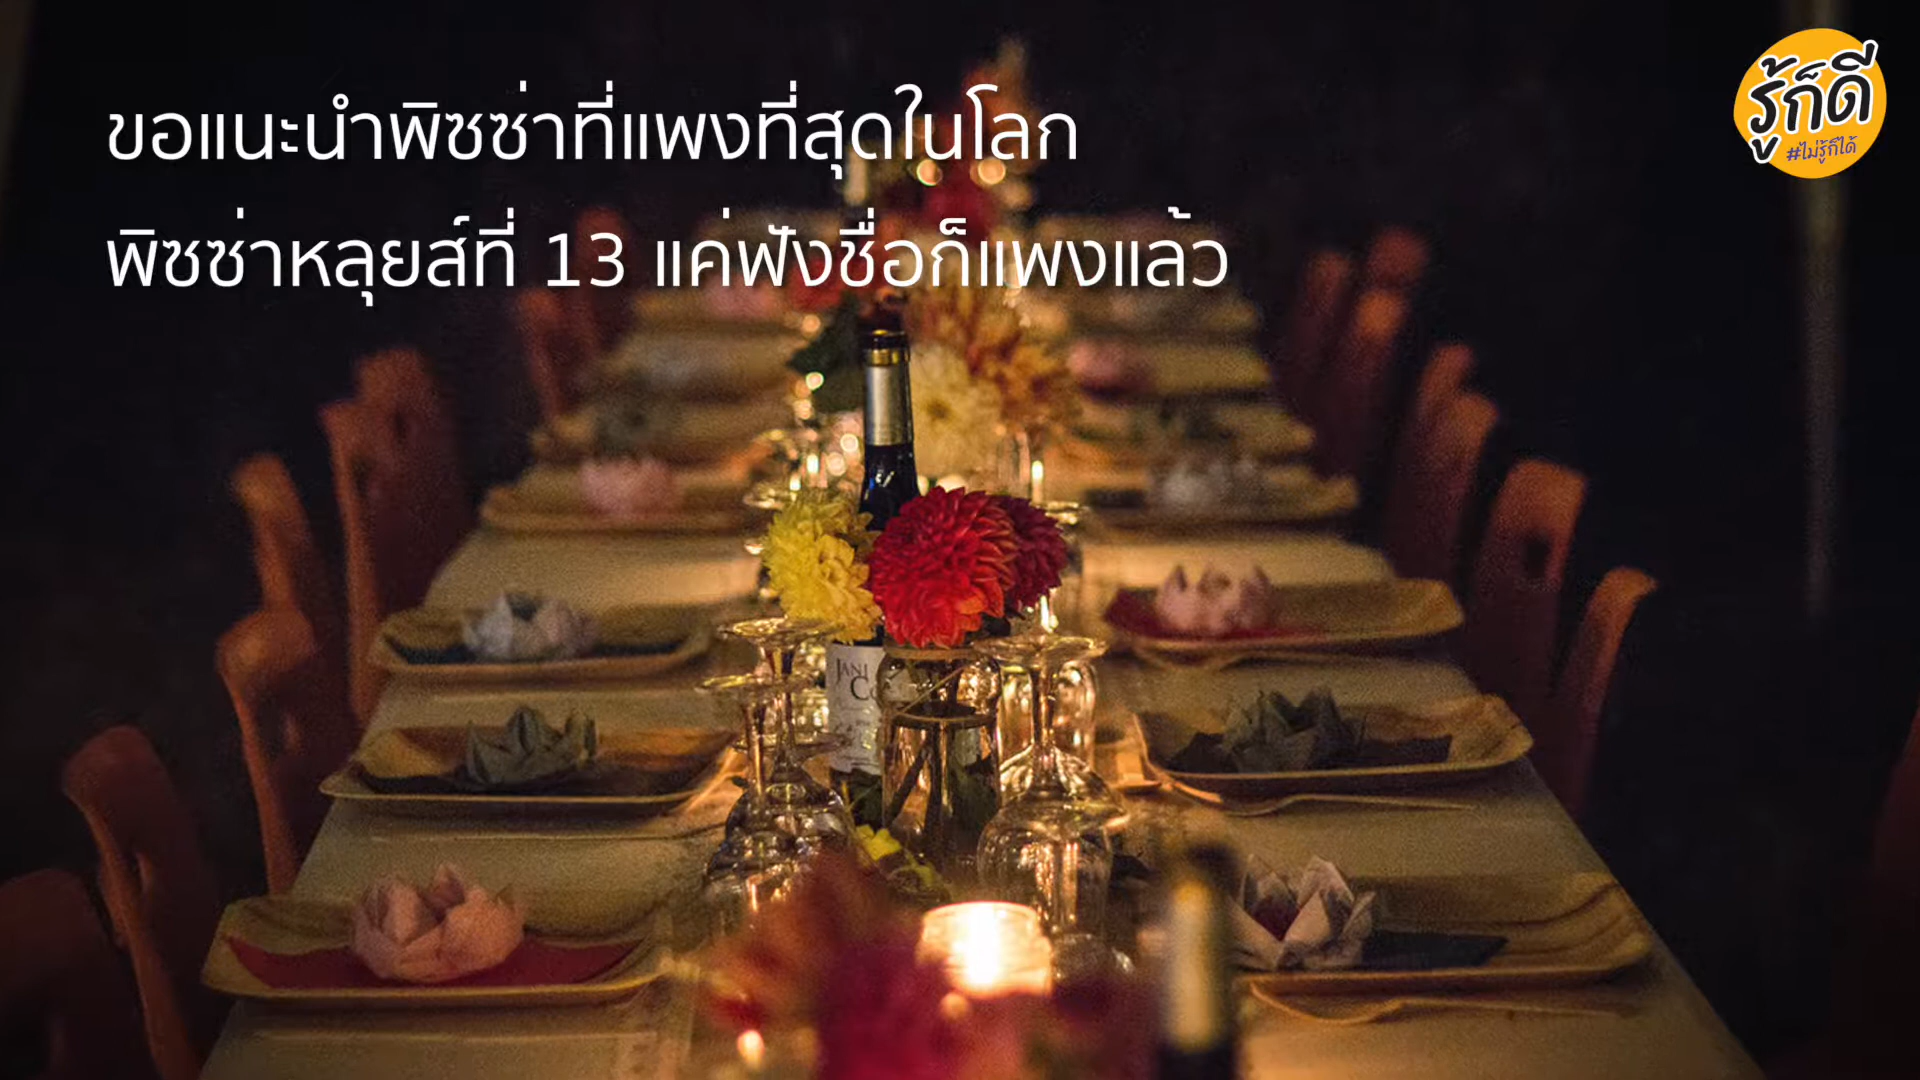 ขอแนะนำพิซซ่าที่แพงที่สุดในโลก
พิซซ่าหลุยส์ที่ 13 แค่ฟังชื่อก็แพงแล้ว
รู้ก็ดี
#ไม่รู้ก็ได้
JANI